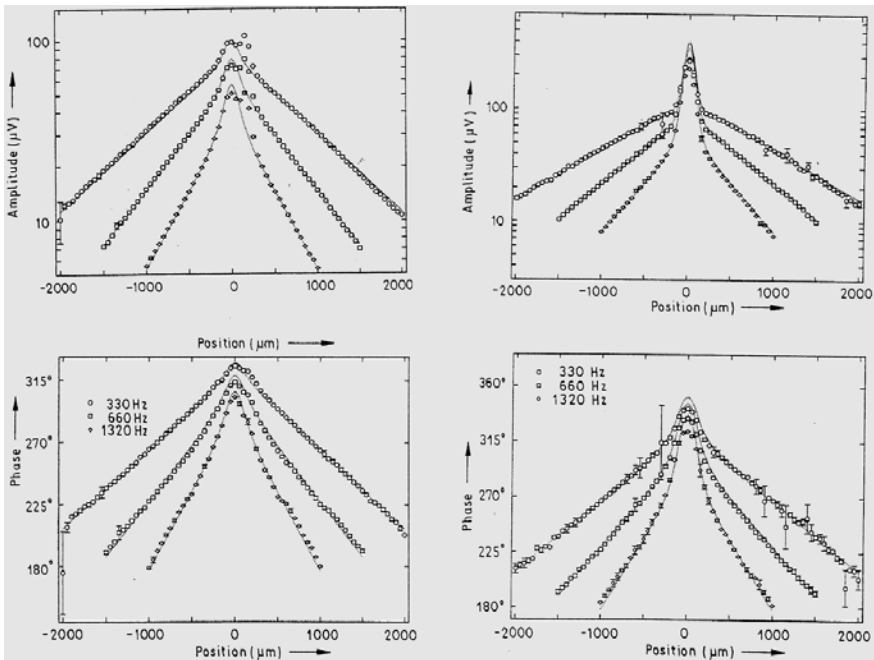 100
10
Amplitude (μV)
-2000 -1000 0 1000 2000
Position (μm)
100
10
Amplitude (μV)
-2000 -1000 0 1000 2000
Position (μm)
315°
270°
225°
180°
Phase
330 Hz
660 Hz
1320 Hz
-2000 -1000 0 1000 2000
Position (μm)
360°
315°
270°
225°
180°
Phase
330 Hz
660 Hz
1320 Hz
-2000 -1000 0 1000 2000
Position (μm)